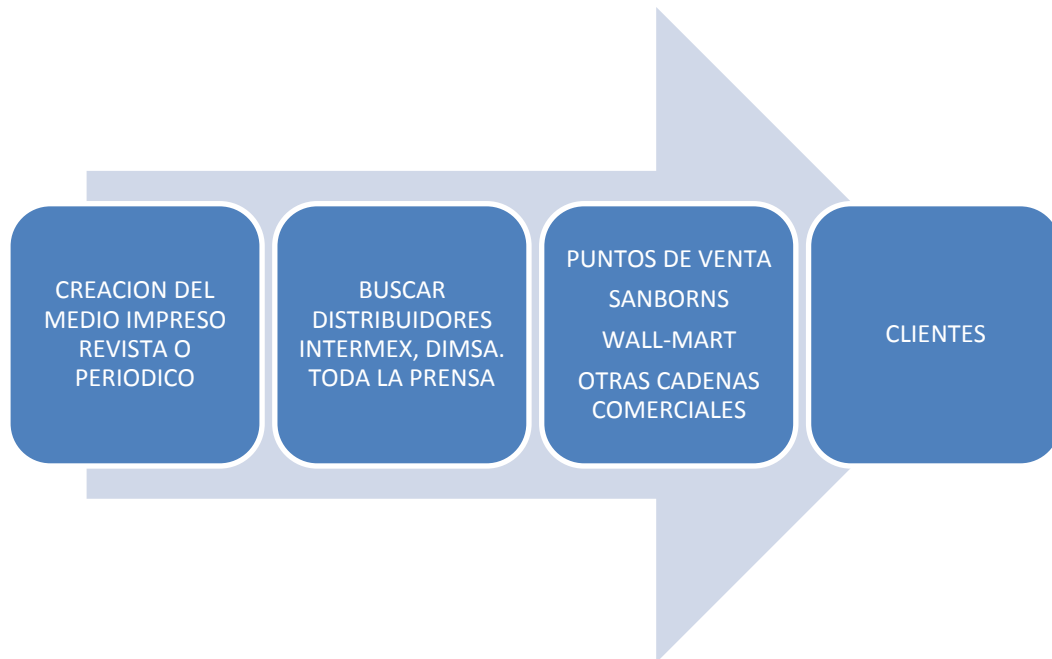 CREACION DEL
MEDIO IMPRESO
REVISTA O
PERIODICO
BUSCAR
DISTRIBUIDORES
INTERMEX, DIMSA.
TODA LA PRENSA
PUNTOS DE VENTA
SANBORNS
WALL-MART
OTRAS CADENAS
COMERCIALES
CLIENTES